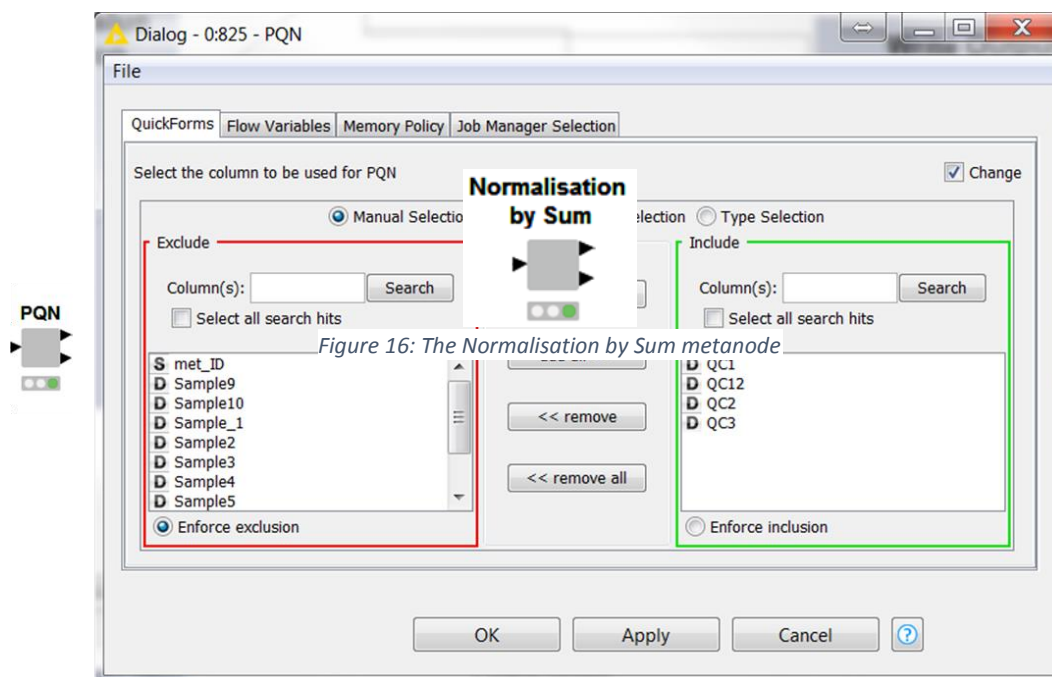 Dialog - 0:825 - PQN
File
QuickForms Flow Variables Memory Policy Job Manager Selection
Select the column to be used for PQN
Change
Manual Selectio
election
Type Selection
Normalisation
by Sum
Exclude
Column(s):
Search
Select all search hits
S met_ID
D Sample9
D Sample10
D Sample_1
D Sample2
D Sample3
D Sample4
D Sample5
Enforce exclusion
<< remove
<< remove all
Include
Column(s):
Search
Select all search hits
D QC1
D QC12
D QC2
D QC3
Enforce inclusion
PQN
Figure 16: The Normalisation by Sum metanode
OK
Apply
Cancel
?